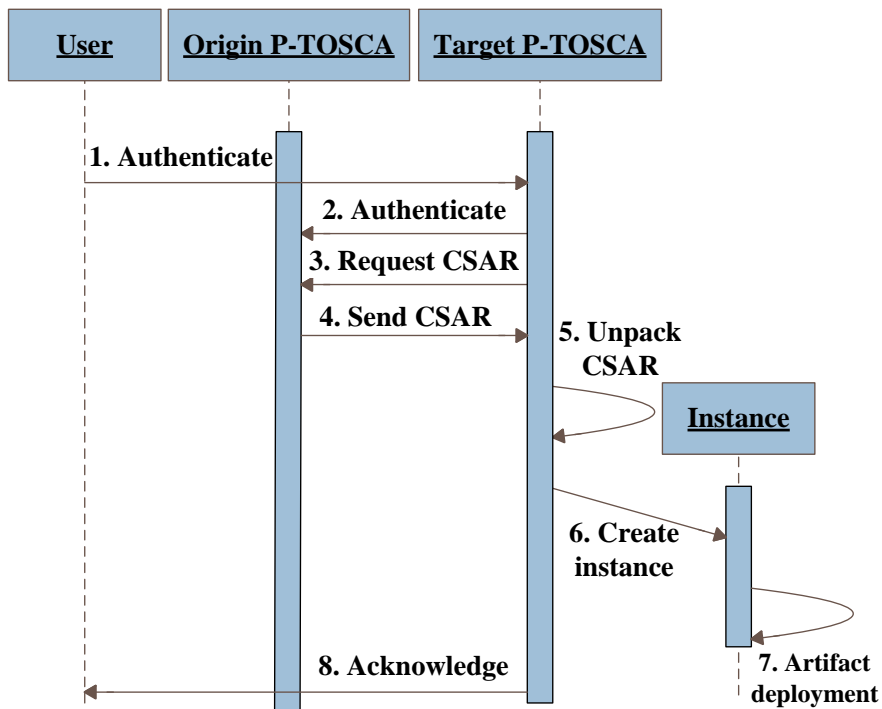 User
Origin P-TOSCA
Target P-TOSCA
1. Authenticate
2. Authenticate
3. Request CSAR
4. Send CSAR
5. Unpack
CSAR
Instance
6. Create
instance
7. Artifact
deployment
8. Acknowledge